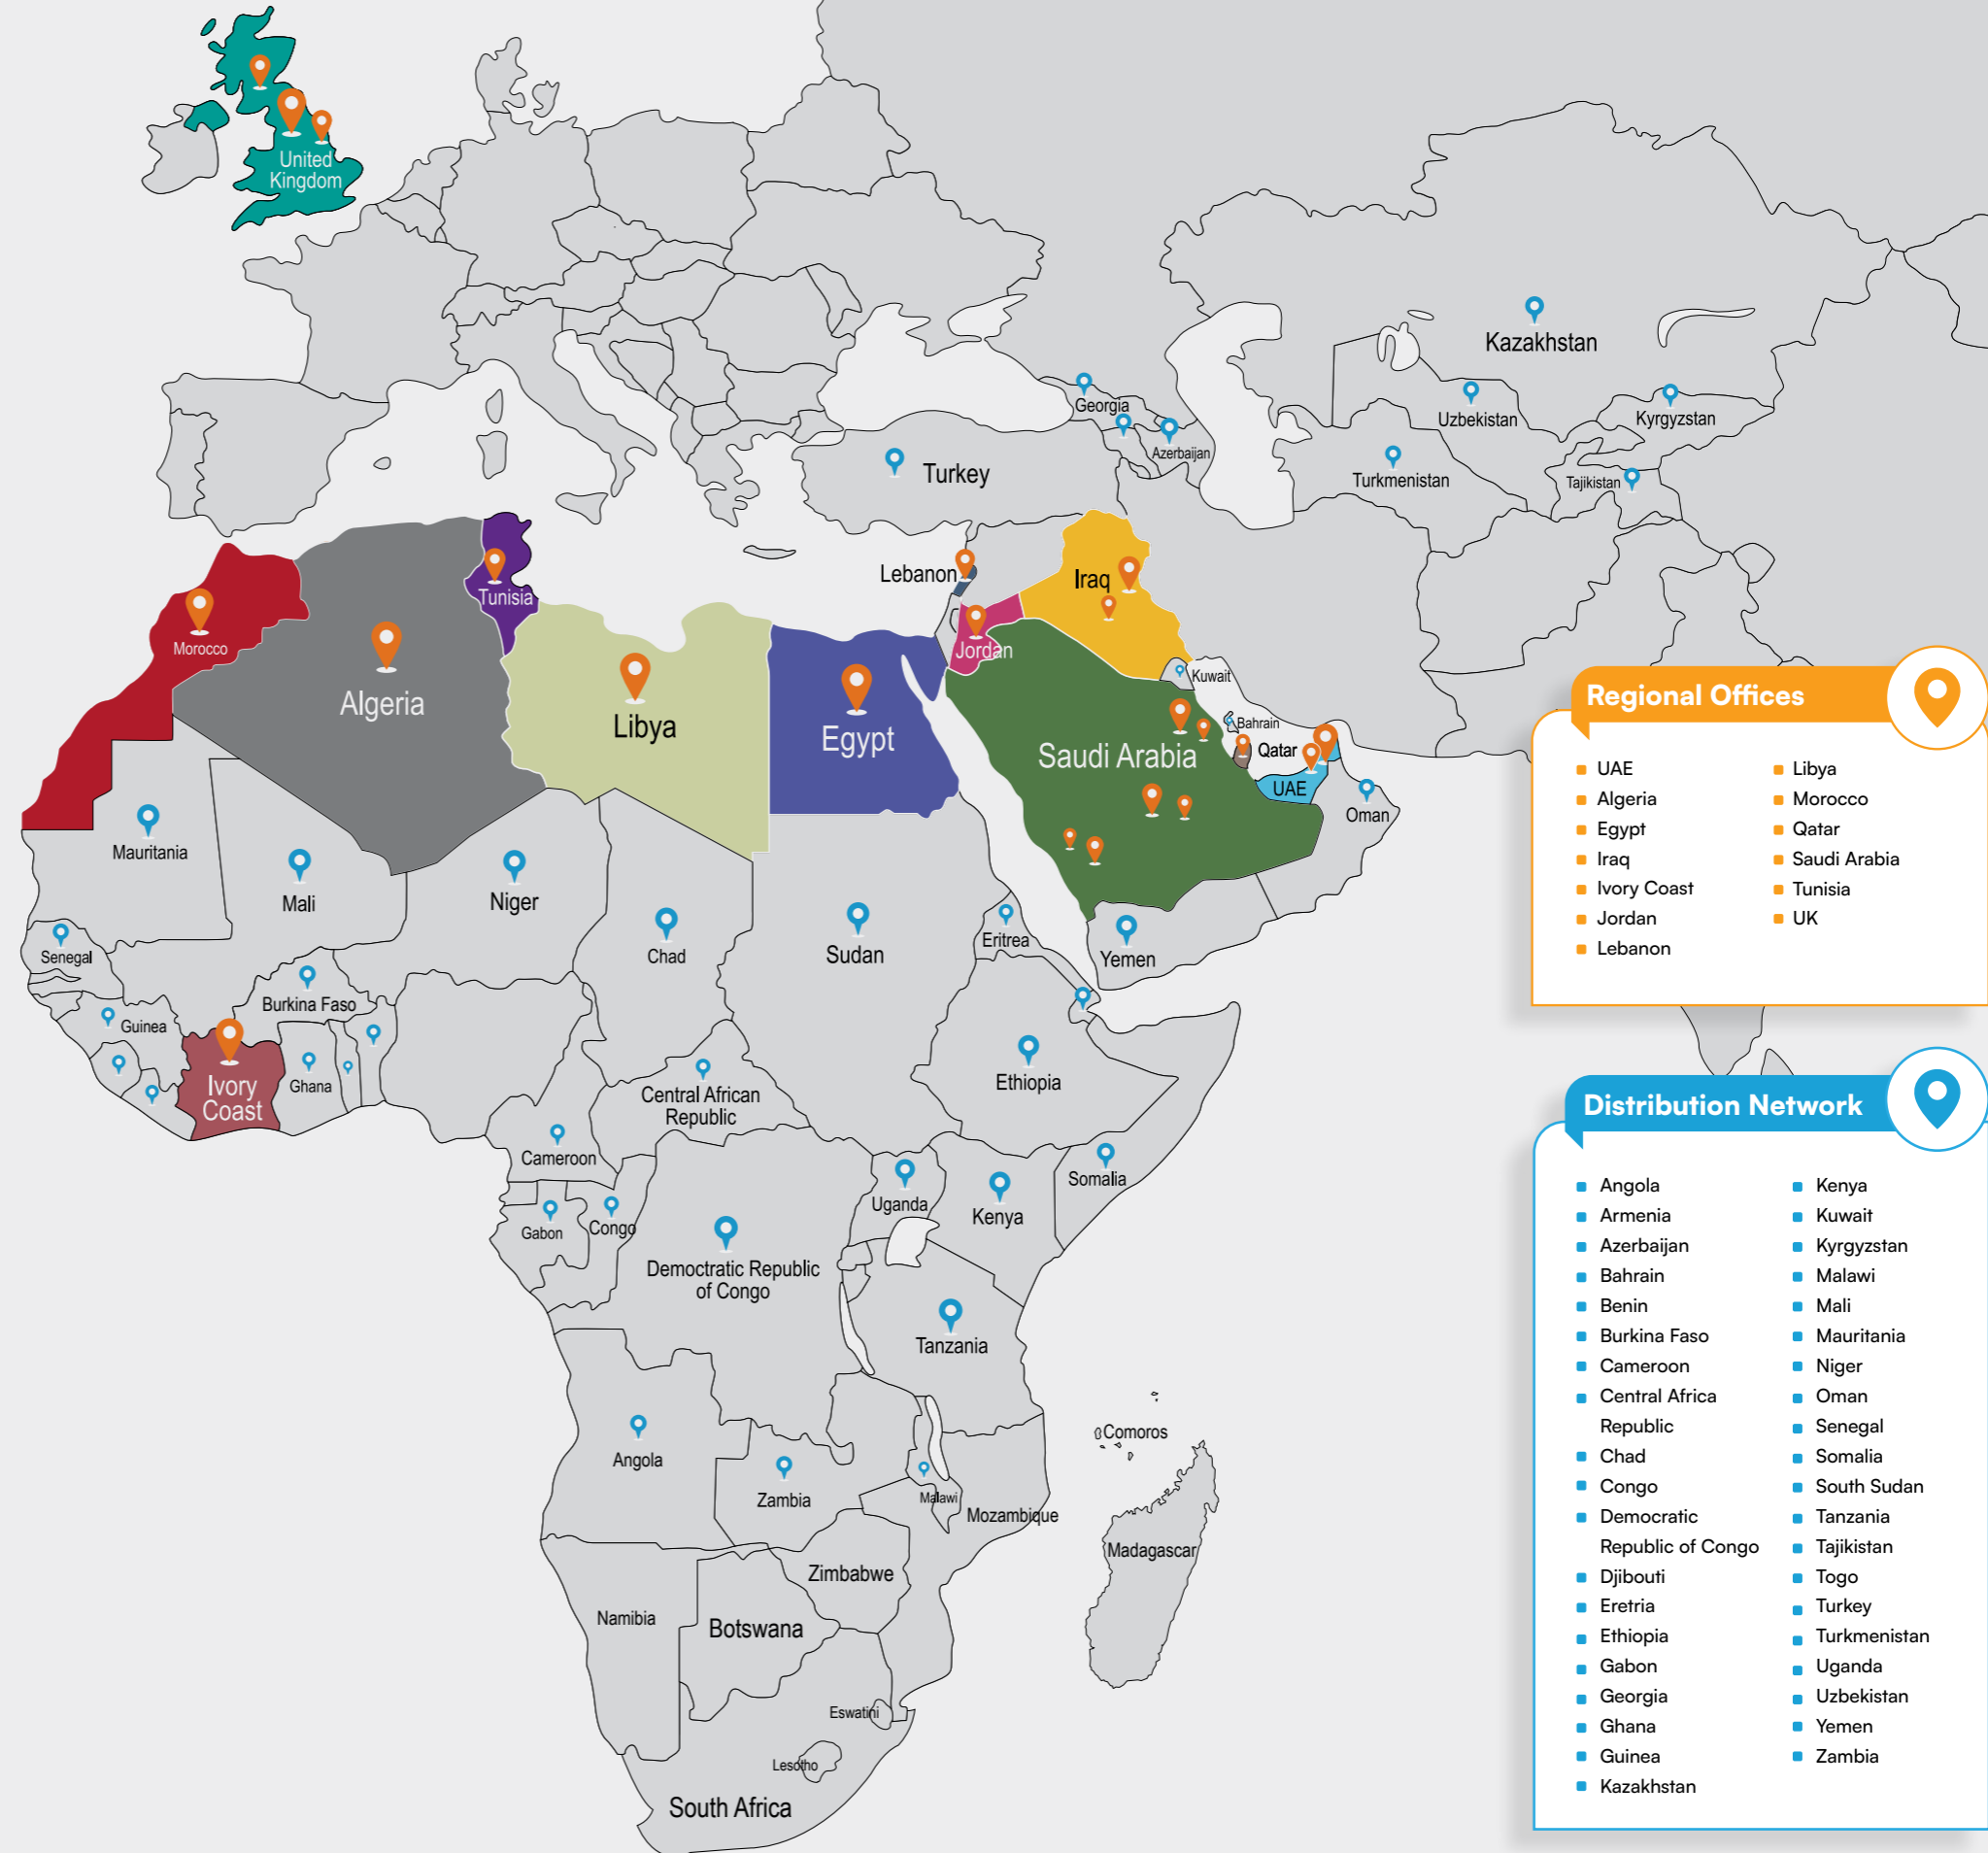 United
Kingdom
Kazakhstan
Georgia
Uzbekistan
Kyrgyzstan
Azerbaijan
Turkey
Turkmenistan
Tajikistan
Lebanon
Iraq
Tunisia
Morocco
Jordan
Kuwait
Algeria
Libya
Egypt
Saudi Arabia
Bahrain
Qatar
UAE
Oman
Mauritania
Mali
Niger
Chad
Sudan
Eritrea
Yemen
Senegal
Burkina Faso
Guinea
Ivory
Coast
Ghana
Central African
Republic
Ethiopia
Cameroon
Somalia
Uganda
Kenya
Gabon
Congo
Democratic Republic
of Congo
Tanzania
Comoros
Angola
Zambia
Malawi
Mozambique
Madagascar
Zimbabwe
Namibia
Botswana
Eswatini
Lesotho
South Africa
Regional Offices
UAE
Algeria
Egypt
Iraq
Ivory Coast
Jordan
Lebanon
Libya
Morocco
Qatar
Saudi Arabia
Tunisia
UK
Distribution Network
Angola
Armenia
Azerbaijan
Bahrain
Benin
Burkina Faso
Cameroon
Central Africa
Republic
Chad
Congo
Democratic
Republic of Congo
Djibouti
Eretria
Ethiopia
Gabon
Georgia
Ghana
Guinea
Kazakhstan
Kenya
Kuwait
Kyrgyzstan
Malawi
Mali
Mauritania
Niger
Oman
Senegal
Somalia
South Sudan
Tanzania
Tajikistan
Togo
Turkey
Turkmenistan
Uganda
Uzbekistan
Yemen
Zambia